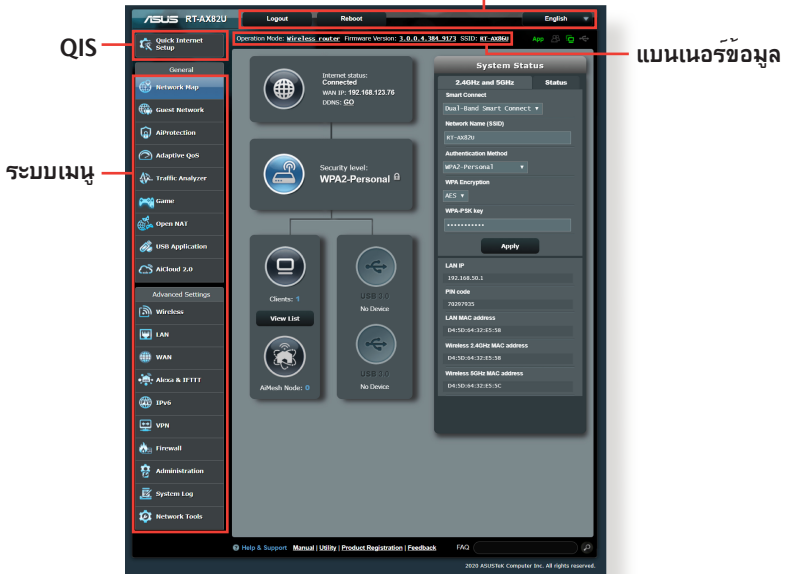 ASUS RT-AX82U
Logout
Reboot
English
QIS
Quick Internet Setup
Operation Mode: Wireless router Firmware Version: 3.0.0.4.384_9173 SSID: RT-AX86U
App
แบนเนอร์ข้อมูล
General
Network Map
Guest Network
AiProtection
Adaptive QoS
ระบบเมนู
Traffic Analyzer
Game
Open NAT
USB Application
AiCloud 2.0
Advanced Settings
Wireless
LAN
WAN
Alexa & IFTTT
IPv6
VPN
Firewall
Administration
System Log
Network Tools
Internet status:
Connected
WAN IP: 192.168.123.76
DDNS: GO
Security level:
WPA2-Personal
Clients: 1
View List
AiMesh Node: 0
USB 3.0
No Device
USB 3.0
No Device
System Status
2.4GHz and 5GHz
Status
Smart Connect
Dual-Band Smart Connect
Network Name (SSID)
RT-AX82U
Authentication Method
WPA2-Personal
WPA Encryption
AES
WPA-PSK key
•••••••••••
Apply
LAN IP
192.168.50.1
PIN code
70297935
LAN MAC address
D4:5D:64:32:E5:58
Wireless 2.4GHz MAC address
D4:5D:64:32:E5:58
Wireless 5GHz MAC address
D4:5D:64:32:E5:5C
Help & Support Manual | Utility | Product Registration | Feedback FAQ
2020 ASUSTeK Computer Inc. All rights reserved.